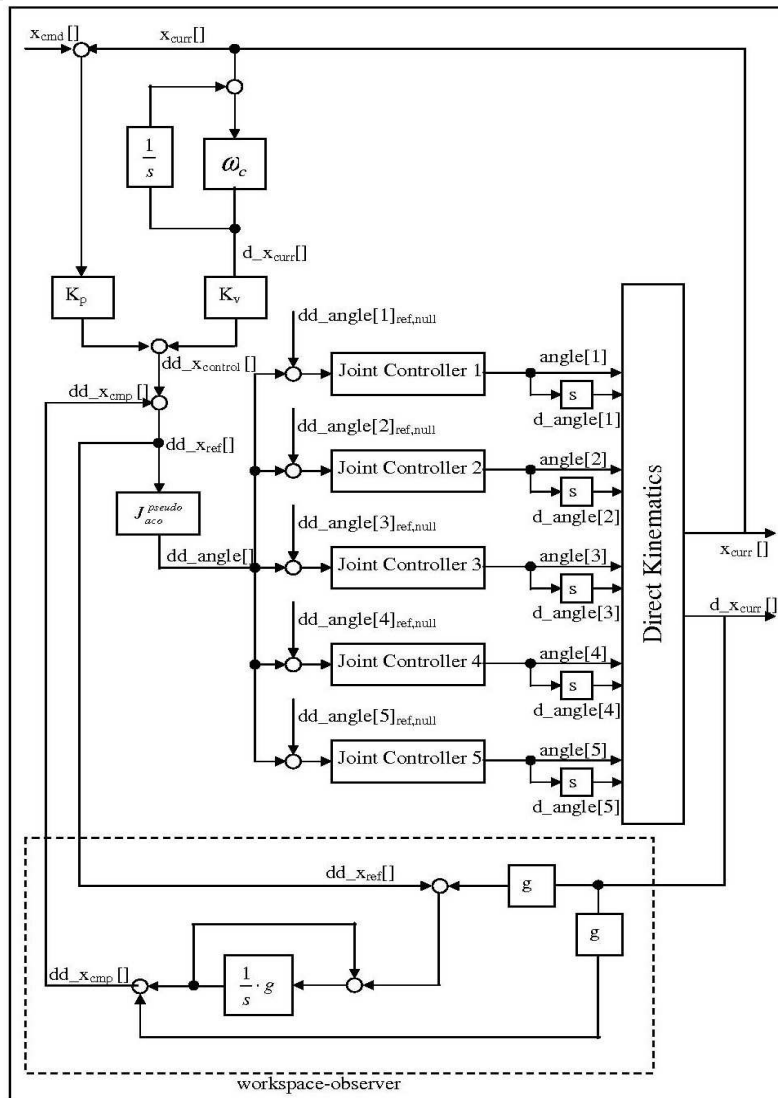 x_cmd[] x_curr[]
1/s
ω_c
d_x_curr[]
K_p K_v
dd_angle[1]_ref,null
dd_x_control[]
Joint Controller 1
angle[1]
s
d_angle[1]
dd_x_cmp[]
dd_x_ref[]
dd_angle[2]_ref,null
Joint Controller 2
angle[2]
s
d_angle[2]
J_aco^pseudo
dd_angle[]
dd_angle[3]_ref,null
Joint Controller 3
angle[3]
s
d_angle[3]
dd_angle[4]_ref,null
Joint Controller 4
angle[4]
s
d_angle[4]
dd_angle[5]_ref,null
Joint Controller 5
angle[5]
s
d_angle[5]
Direct Kinematics
x_curr[]
d_x_curr[]
dd_x_ref[]
g
g
dd_x_cmp[]
1/s · g
workspace-observer